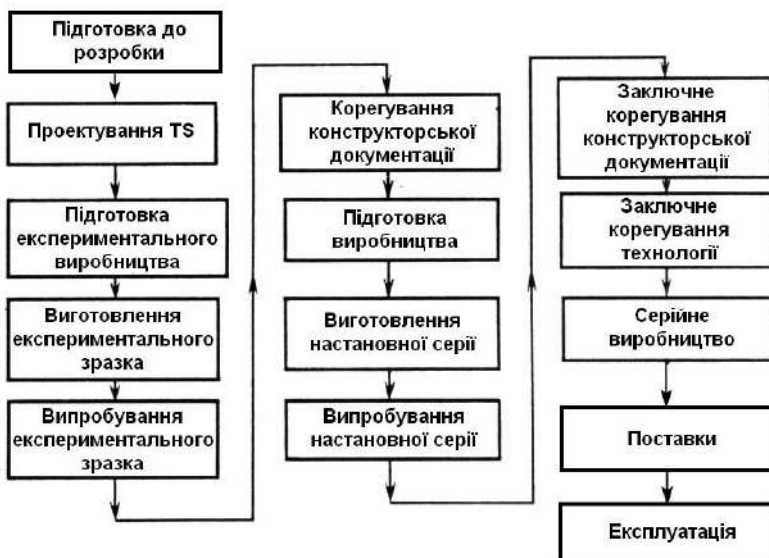 Підготовка до
розробки
Проектування TS
Підготовка
експериментального
виробництва
Виготовлення
експериментального
зразка
Випробування
експериментального
зразка
Корегування
конструкторської
документації
Підготовка
виробництва
Виготовлення
настановної серії
Випробування
настановної серії
Заключне
корегування
конструкторської
документації
Заключне
корегування
технології
Серійне
виробництво
Поставки
Експлуатація